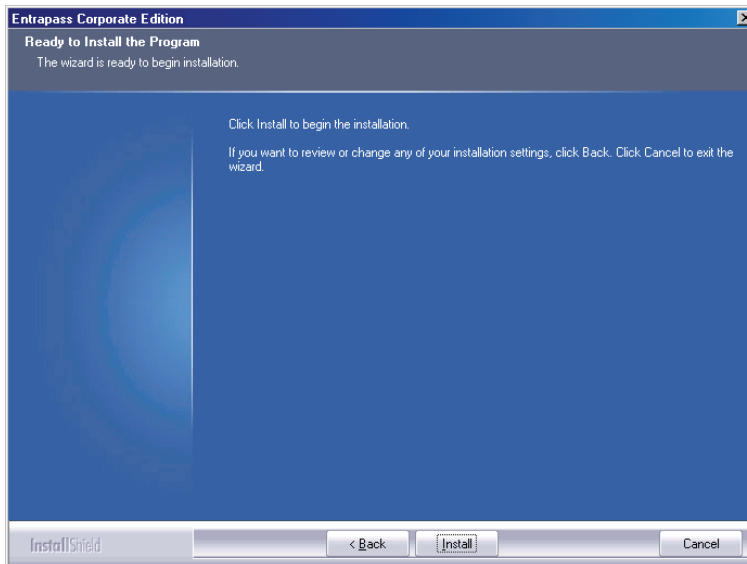 Entrapass Corporate Edition
Ready to Install the Program
The wizard is ready to begin installation.
Click Install to begin the installation.
If you want to review or change any of your installation settings, click Back. Click Cancel to exit the
wizard.
InstallShield
< Back Install Cancel